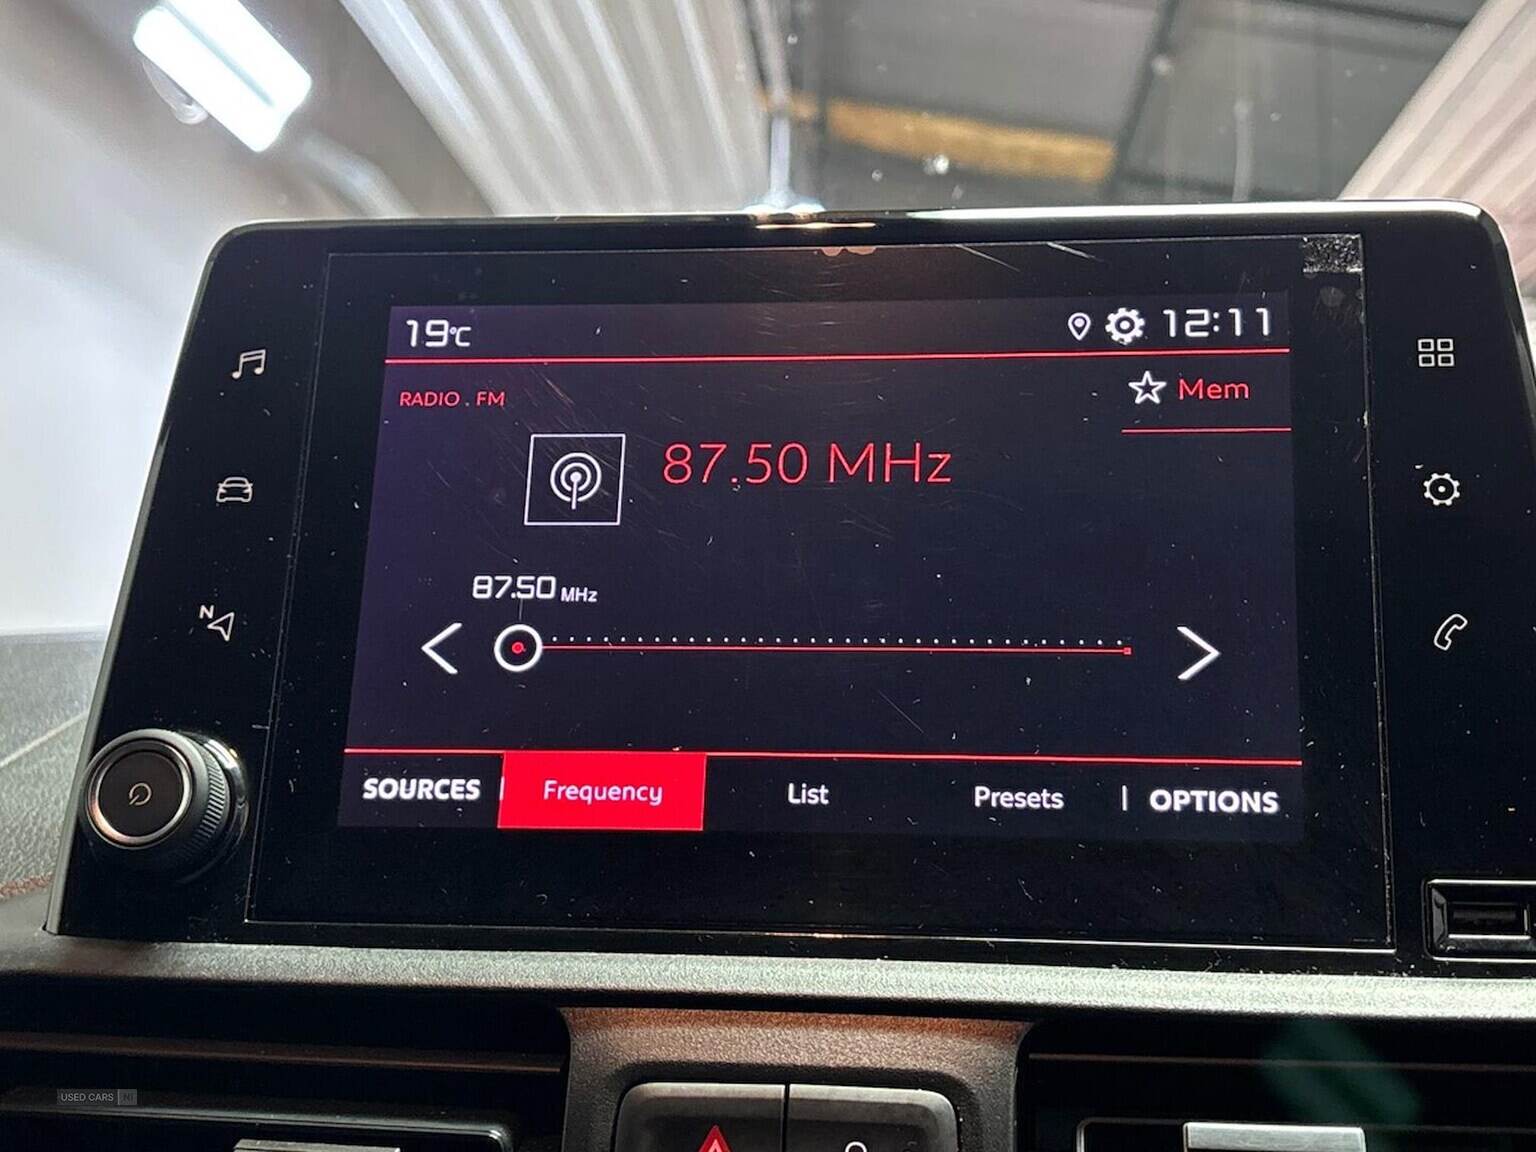 19°C 12:11
RADIO . FM
Mem
87.50 MHz
87.50 MHz
N
SOURCES Frequency List Presets OPTIONS
USED CARS NI